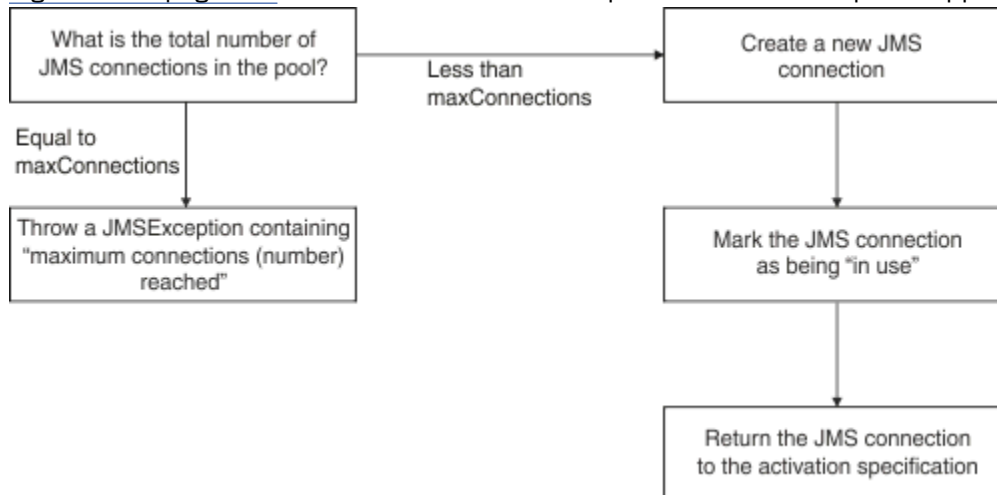 What is the total number of
JMS connections in the pool?
Less than
maxConnections
Create a new JMS
connection
Equal to
maxConnections
Throw a JMSException containing
“maximum connections (number)
reached”
Mark the JMS connection
as being “in use”
Return the JMS connection
to the activation specification